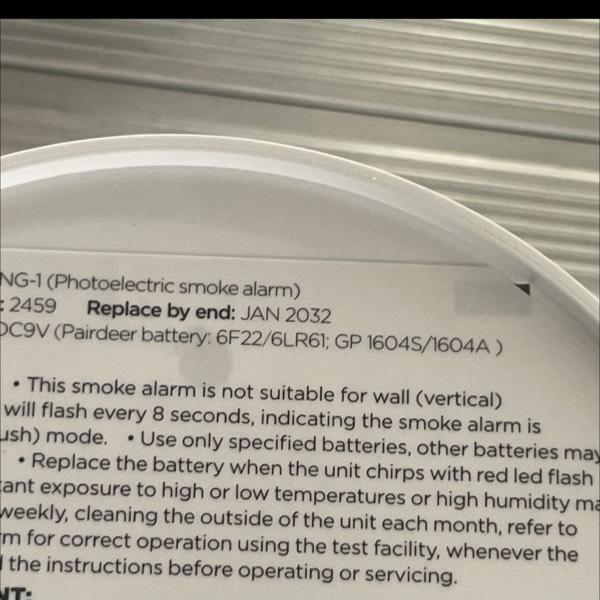 NG-1 (Photoelectric smoke alarm)
: 2459 Replace by end: JAN 2032
DC9V (Pairdeer battery: 6F22/6LR61; GP 1604S/1604A )
• This smoke alarm is not suitable for wall (vertical)
will flash every 8 seconds, indicating the smoke alarm is
ush) mode. • Use only specified batteries, other batteries may
• Replace the battery when the unit chirps with red led flash
tant exposure to high or low temperatures or high humidity ma
weekly, cleaning the outside of the unit each month, refer to
rm for correct operation using the test facility, whenever the
the instructions before operating or servicing.
NT: